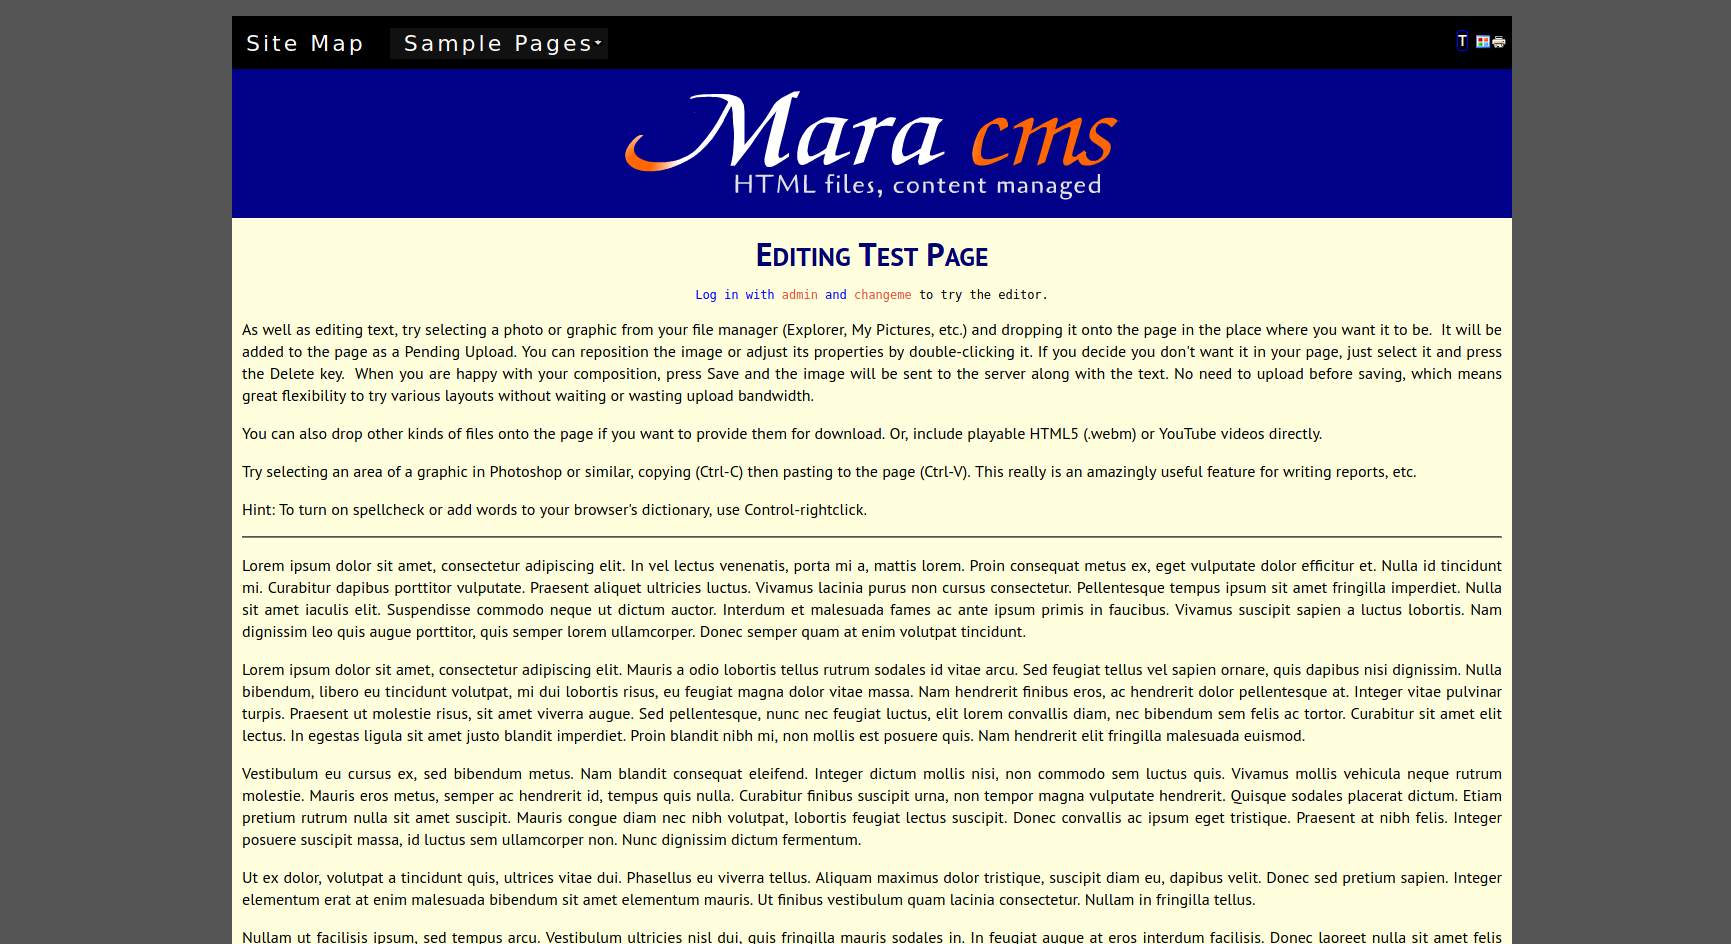 Site Map Sample Pages T
Mara cms
HTML files, content managed
Editing Test Page
Log in with admin and changeme to try the editor.
As well as editing text, try selecting a photo or graphic from your file manager (Explorer, My Pictures, etc.) and dropping it onto the page in the place where you want it to be.  It will be
added to the page as a Pending Upload. You can reposition the image or adjust its properties by double-clicking it. If you decide you don't want it in your page, just select it and press
the Delete key.  When you are happy with your composition, press Save and the image will be sent to the server along with the text. No need to upload before saving, which means
great flexibility to try various layouts without waiting or wasting upload bandwidth.
You can also drop other kinds of files onto the page if you want to provide them for download. Or, include playable HTML5 (.webm) or YouTube videos directly.
Try selecting an area of a graphic in Photoshop or similar, copying (Ctrl-C) then pasting to the page (Ctrl-V). This really is an amazingly useful feature for writing reports, etc.
Hint: To turn on spellcheck or add words to your browser's dictionary, use Control-rightclick.
Lorem ipsum dolor sit amet, consectetur adipiscing elit. In vel lectus venenatis, porta mi a, mattis lorem. Proin consequat metus ex, eget vulputate dolor efficitur et. Nulla id tincidunt
mi. Curabitur dapibus porttitor vulputate. Praesent aliquet ultricies luctus. Vivamus lacinia purus non cursus consectetur. Pellentesque tempus ipsum sit amet fringilla imperdiet. Nulla
sit amet iaculis elit. Suspendisse commodo neque ut dictum auctor. Interdum et malesuada fames ac ante ipsum primis in faucibus. Vivamus suscipit sapien a luctus lobortis. Nam
dignissim leo quis augue porttitor, quis semper lorem ullamcorper. Donec semper quam at enim volutpat tincidunt.
Lorem ipsum dolor sit amet, consectetur adipiscing elit. Mauris a odio lobortis tellus rutrum sodales id vitae arcu. Sed feugiat tellus vel sapien ornare, quis dapibus nisi dignissim. Nulla
bibendum, libero eu tincidunt volutpat, mi dui lobortis risus, eu feugiat magna dolor vitae massa. Nam hendrerit finibus eros, ac hendrerit dolor pellentesque at. Integer vitae pulvinar
turpis. Praesent ut molestie risus, sit amet viverra augue. Sed pellentesque, nunc nec feugiat luctus, elit lorem convallis diam, nec bibendum sem felis ac tortor. Curabitur sit amet elit
lectus. In egestas ligula sit amet justo blandit imperdiet. Proin blandit nibh mi, non mollis est posuere quis. Nam hendrerit elit fringilla malesuada euismod.
Vestibulum eu cursus ex, sed bibendum metus. Nam blandit consequat eleifend. Integer dictum mollis nisi, non commodo sem luctus quis. Vivamus mollis vehicula neque rutrum
molestie. Mauris eros metus, semper ac hendrerit id, tempus quis nulla. Curabitur finibus suscipit urna, non tempor magna vulputate hendrerit. Quisque sodales placerat dictum. Etiam
pretium rutrum nulla sit amet suscipit. Mauris congue diam nec nibh volutpat, lobortis feugiat lectus suscipit. Donec convallis ac ipsum eget tristique. Praesent at nibh felis. Integer
posuere suscipit massa, id luctus sem ullamcorper non. Nunc dignissim dictum fermentum.
Ut ex dolor, volutpat a tincidunt quis, ultrices vitae dui. Phasellus eu viverra tellus. Aliquam maximus dolor tristique, suscipit diam eu, dapibus velit. Donec sed pretium sapien. Integer
elementum erat at enim malesuada bibendum sit amet elementum mauris. Ut finibus vestibulum quam lacinia consectetur. Nullam in fringilla tellus.
Nullam ut facilisis ipsum, sed tempus arcu. Vestibulum ultricies nisl dui, quis fringilla mauris sodales in. In feugiat augue at eros interdum facilisis. Donec laoreet nulla sit amet felis